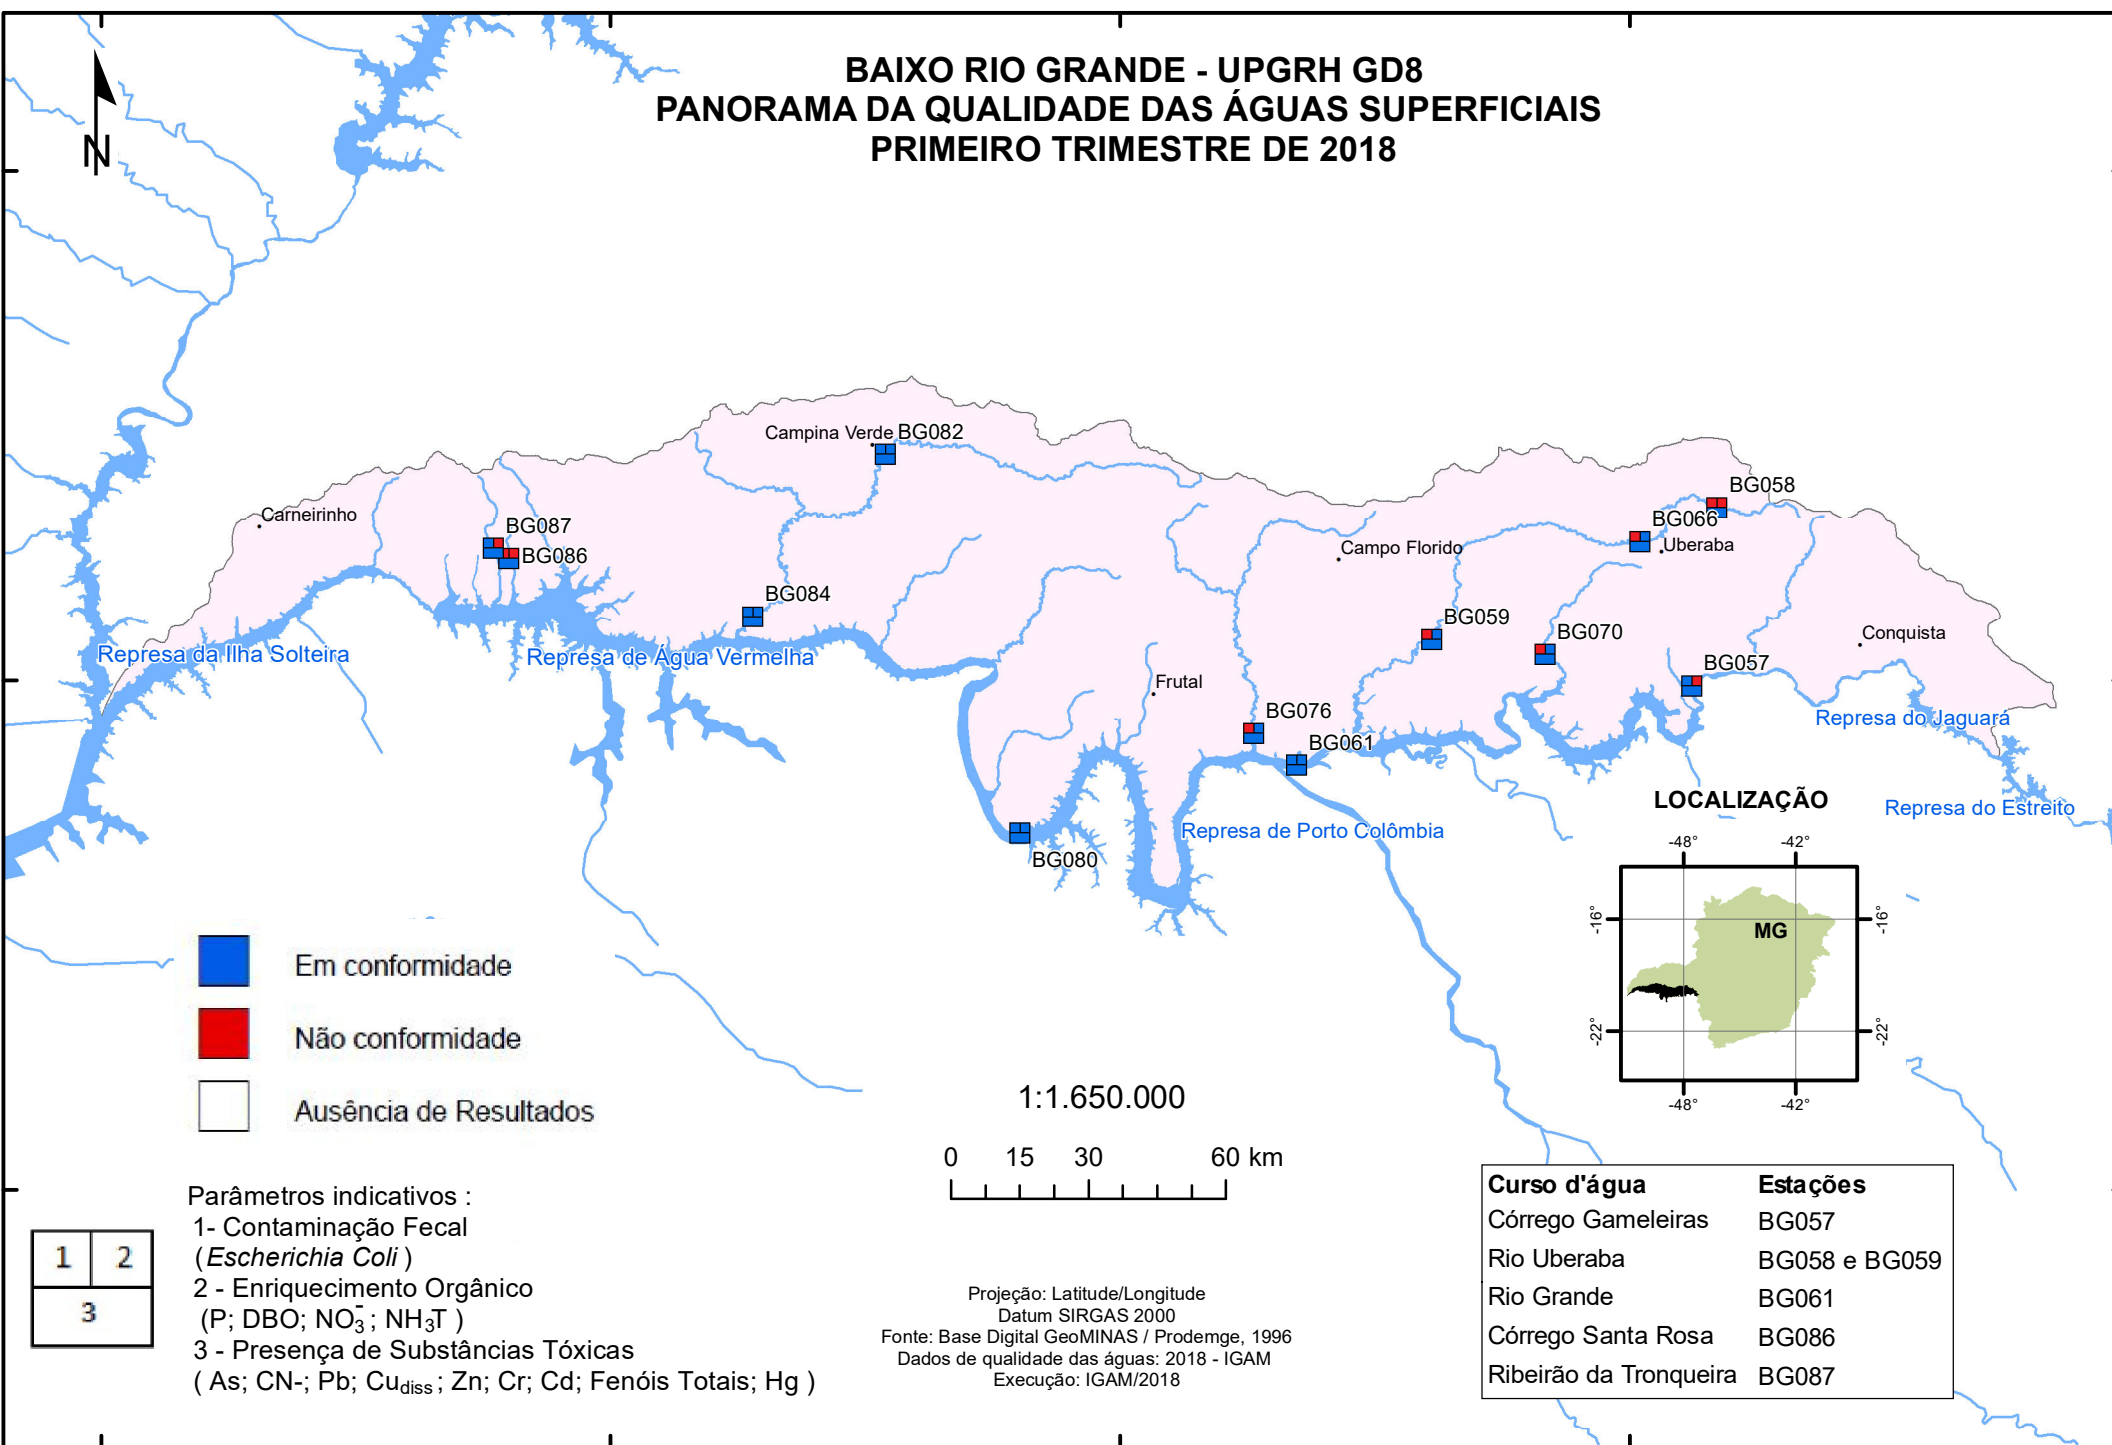 BAIXO RIO GRANDE - UPGRH GD8
PANORAMA DA QUALIDADE DAS ÁGUAS SUPERFICIAIS
PRIMEIRO TRIMESTRE DE 2018
N
Campina Verde
BG082
Carneirinho
BG087
BG086
BG084
BG058
BG066
Uberaba
Campo Florido
BG059
BG070
BG057
Conquista
Represa da Ilha Solteira
Represa de Água Vermelha
Frutal
BG076
BG061
Represa do Jaguará
Represa do Estreito
Represa de Porto Colômbia
BG080
LOCALIZAÇÃO
-48° -42°
-16° -16°
MG
-22° -22°
-48° -42°
Em conformidade
Não conformidade
Ausência de Resultados
1:1.650.000
0 15 30 60 km
Parâmetros indicativos :
1- Contaminação Fecal
(Escherichia Coli )
2 - Enriquecimento Orgânico
(P; DBO; NO₃⁻; NH₃T )
3 - Presença de Substâncias Tóxicas
( As; CN-; Pb; Cudiss; Zn; Cr; Cd; Fenóis Totais; Hg )
1 2
3
Projeção: Latitude/Longitude
Datum SIRGAS 2000
Fonte: Base Digital GeoMINAS / Prodemge, 1996
Dados de qualidade das águas: 2018 - IGAM
Execução: IGAM/2018
Curso d'água Estações
Córrego Gameleiras BG057
Rio Uberaba BG058 e BG059
Rio Grande BG061
Córrego Santa Rosa BG086
Ribeirão da Tronqueira BG087